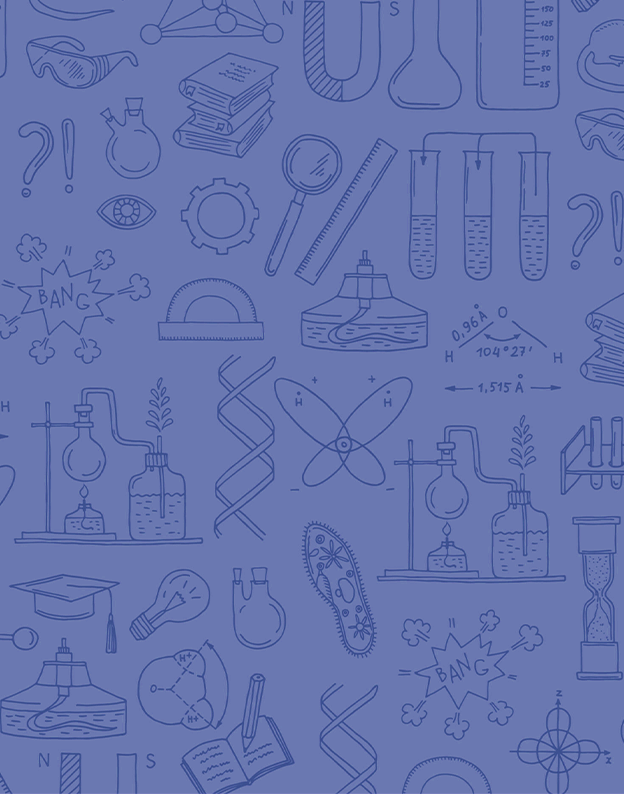 N
S
150
125
100
75
50
25
BANG
0,96 Å
O
H
104°27'
H
1,515 Å
H
+
+
H
H
−
−
BANG
H+
O
H+
N
S
z
x